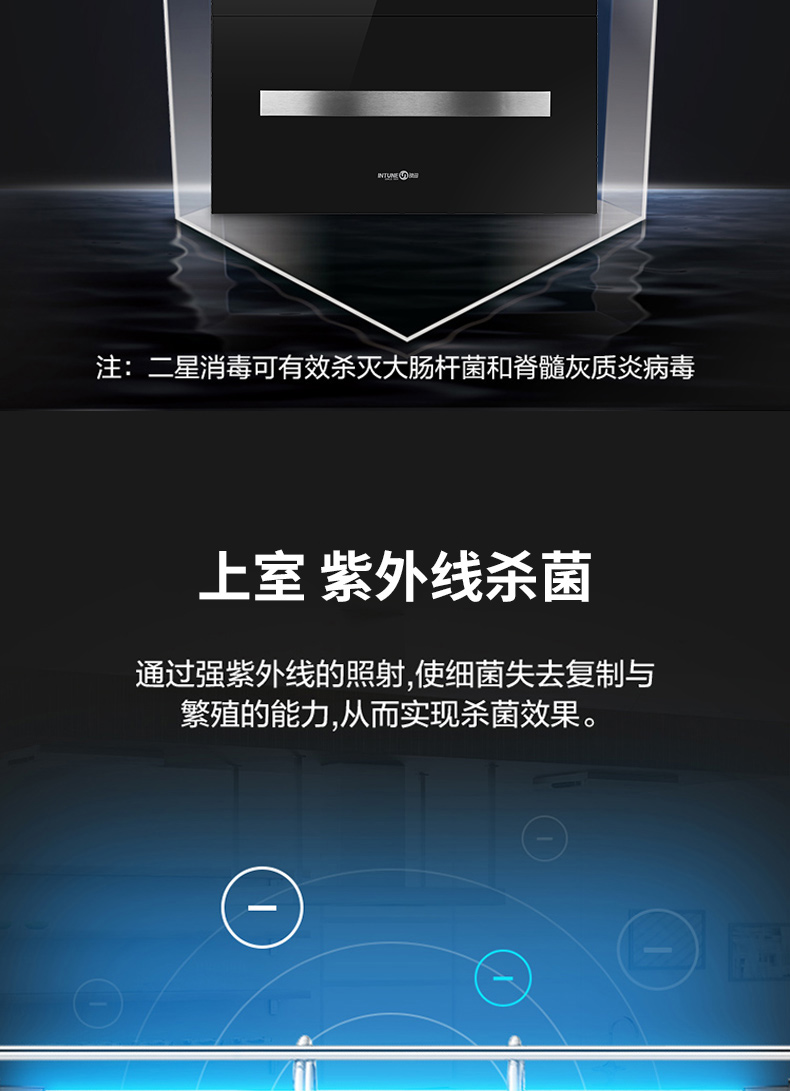 INTUNE
注：二星消毒可有效杀灭大肠杆菌和脊髓灰质炎病毒
上室 紫外线杀菌
通过强紫外线的照射,使细菌失去复制与
繁殖的能力,从而实现杀菌效果。